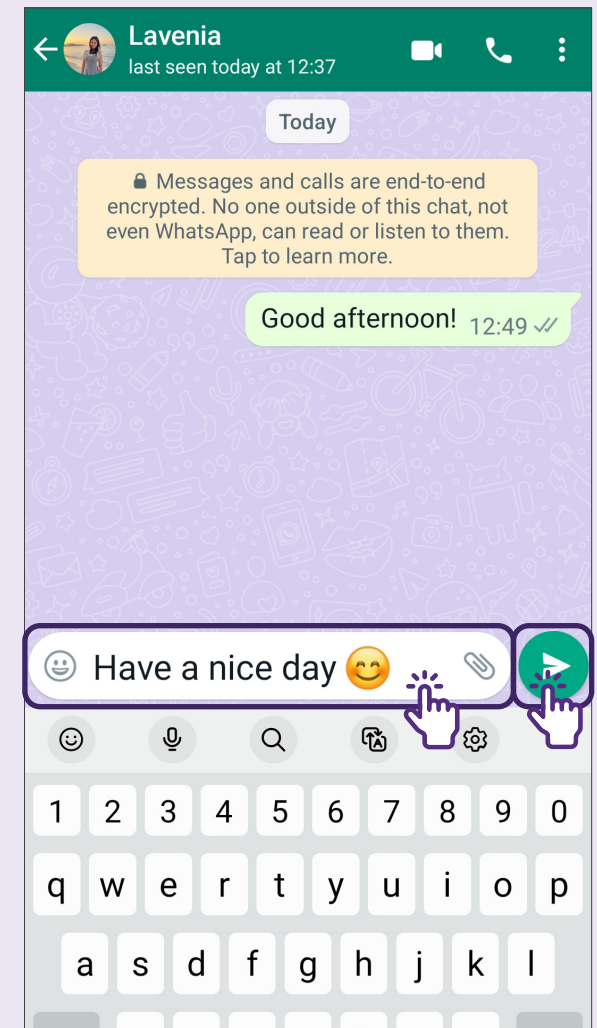 Lavenia
last seen today at 12:37
Today
Messages and calls are end-to-end
encrypted. No one outside of this chat, not
even WhatsApp, can read or listen to them.
Tap to learn more.
Good afternoon! 12:49
Have a nice day 😊
1 2 3 4 5 6 7 8 9 0
q w e r t y u i o p
a s d f g h j k l